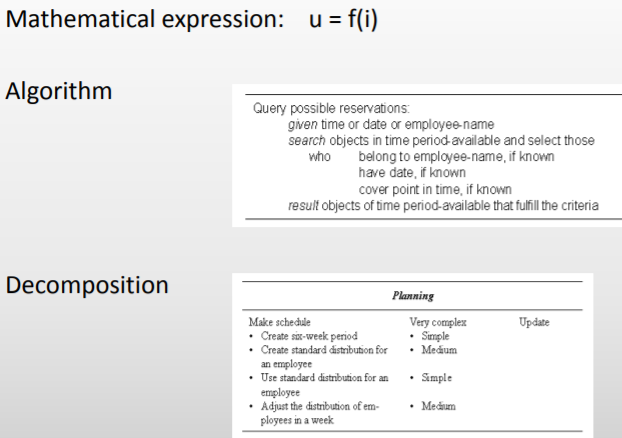 Mathematical expression: u = f(i)
Algorithm
Query possible reservations:
given time or date or employee-name
search objects in time period-available and select those
who belong to employee-name, if known
have date, if known
cover point in time, if known
result objects of time period-available that fulfill the criteria
Decomposition
Planning
Make schedule Very complex Update
• Create six-week period • Simple
• Create standard distribution for • Medium
an employee
• Use standard distribution for an • Simple
employee
• Adjust the distribution of em- • Medium
ployees in a week